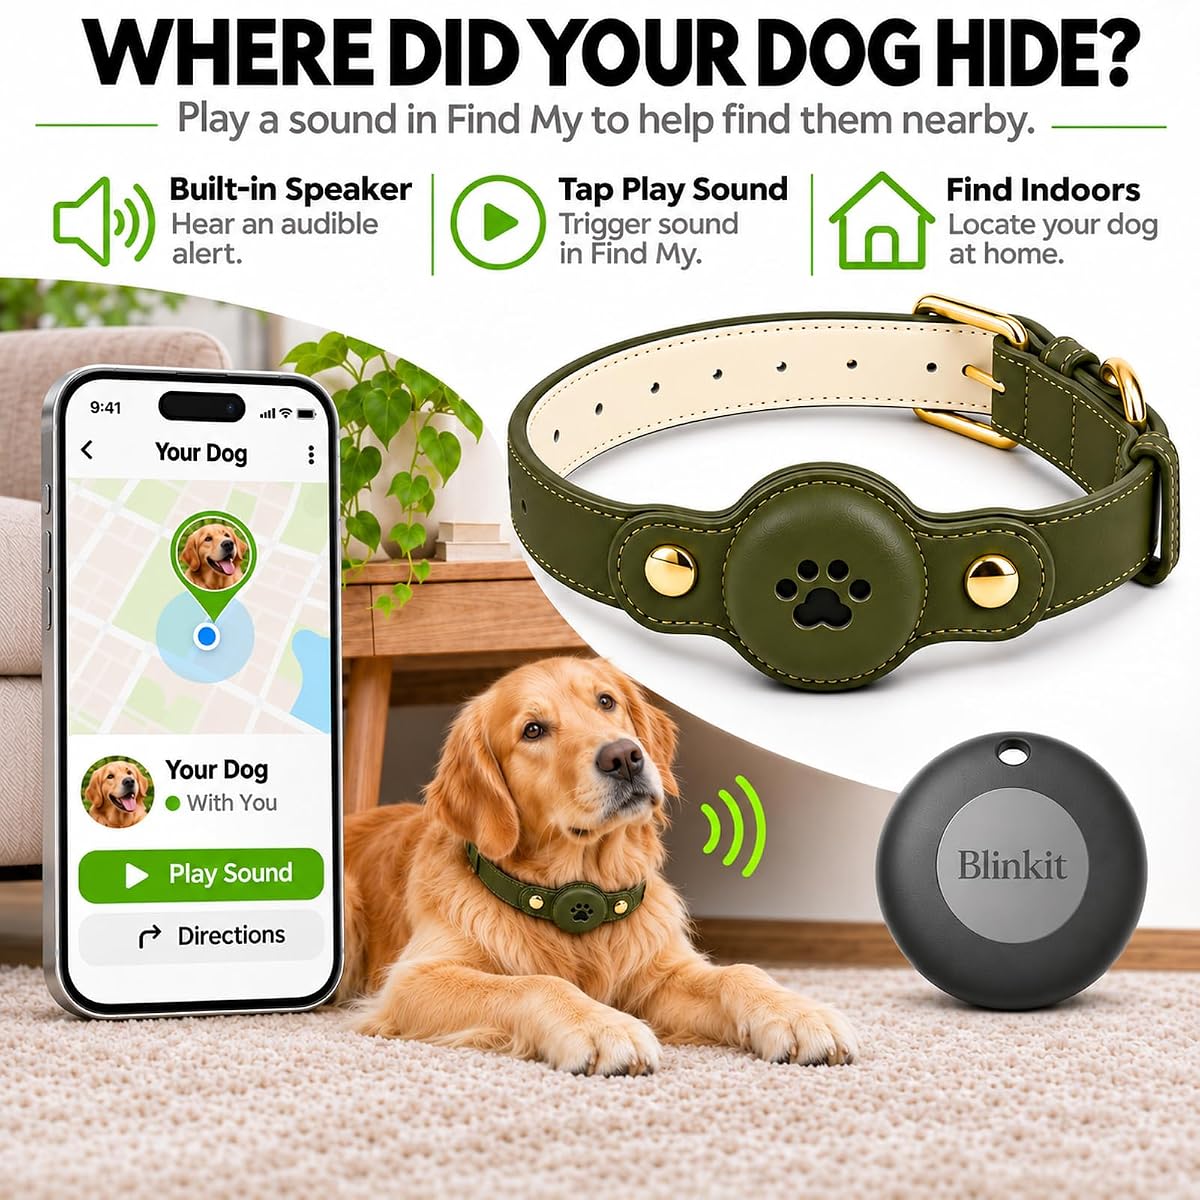 WHERE DID YOUR DOG HIDE?
Play a sound in Find My to help find them nearby.
Built-in Speaker
Hear an audible
alert.
Tap Play Sound
Trigger sound
in Find My.
Find Indoors
Locate your dog
at home.
9:41
Your Dog
Your Dog
With You
Play Sound
Directions
Blinkit